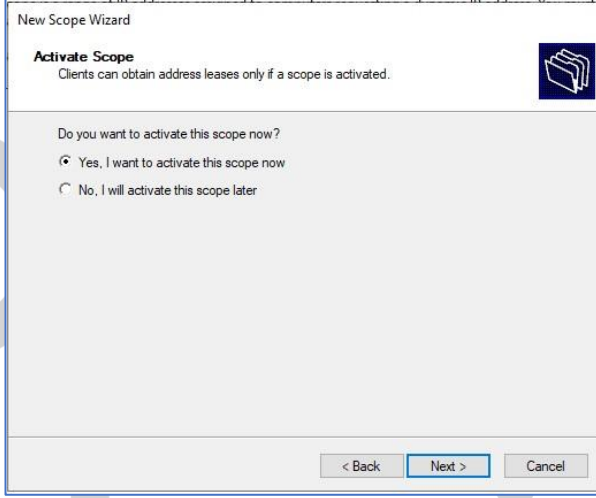 New Scope Wizard
Activate Scope
Clients can obtain address leases only if a scope is activated.
Do you want to activate this scope now?
Yes, I want to activate this scope now
No, I will activate this scope later
< Back
Next >
Cancel